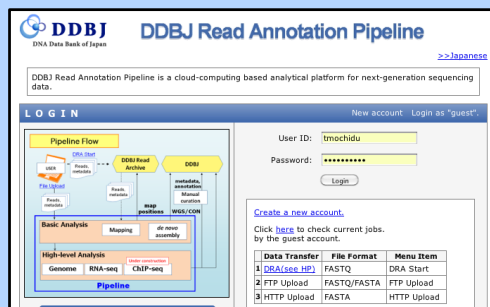 DDBJ
DNA Data Bank of Japan
DDBJ Read Annotation Pipeline
>>Japanese
DDBJ Read Annotation Pipeline is a cloud-computing based analytical platform for next-generation sequencing
data.
LOGIN
New account Login as "guest".
Pipeline Flow
DRA Start
USER
Reads,
metadata
DDBJ Read
Archive
DDBJ
File Upload
Reads,
metadata
Reads,
metadata
metadata,
annotation
Manual
curation
map
positions
WGS/CON
Basic Analysis
Mapping
de novo
assembly
High-level Analysis
Under construction
Genome
RNA-seq
ChIP-seq
Pipeline
User ID:
tmochidu
Password:
••••••••••
Login
Create a new account.
Click here to check current jobs.
by the guest account.
Data Transfer File Format Menu Item
1 DRA(see HP) FASTQ DRA Start
2 FTP Upload FASTQ/FASTA FTP Upload
3 HTTP Upload FASTA HTTP Upload